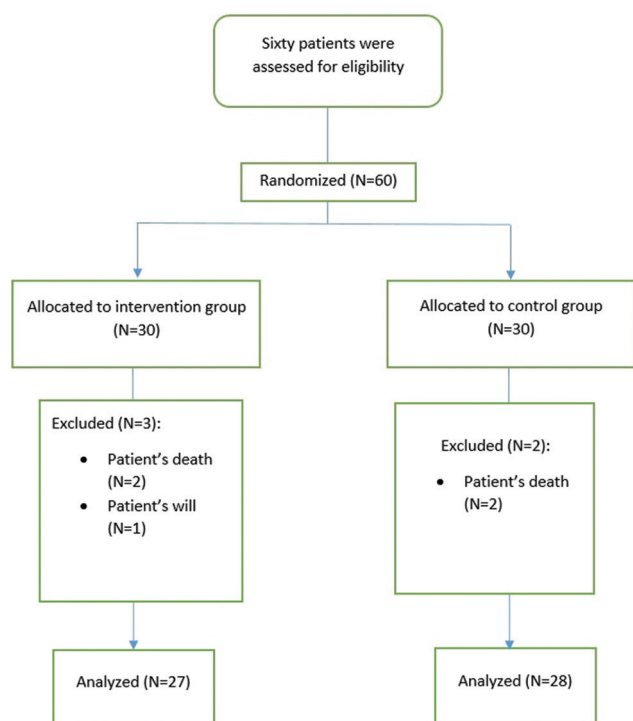 Sixty patients were
assessed for eligibility
Randomized (N=60)
Allocated to intervention group
(N=30)
Allocated to control group
(N=30)
Excluded (N=3):
• Patient’s death
(N=2)
• Patient’s will
(N=1)
Excluded (N=2):
• Patient’s death
(N=2)
Analyzed (N=27)
Analyzed (N=28)